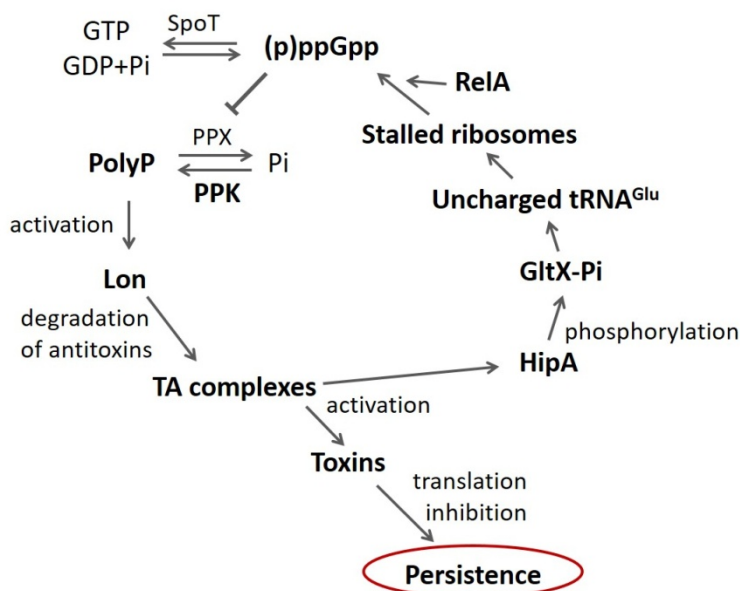 GTP
SpoT
GDP+Pi
(p)ppGpp
RelA
Stalled ribosomes
PolyP
PPX
PPK
Pi
Uncharged tRNAGlu
activation
Lon
GltX-Pi
degradation
of antitoxins
phosphorylation
HipA
TA complexes
activation
Toxins
translation
inhibition
Persistence